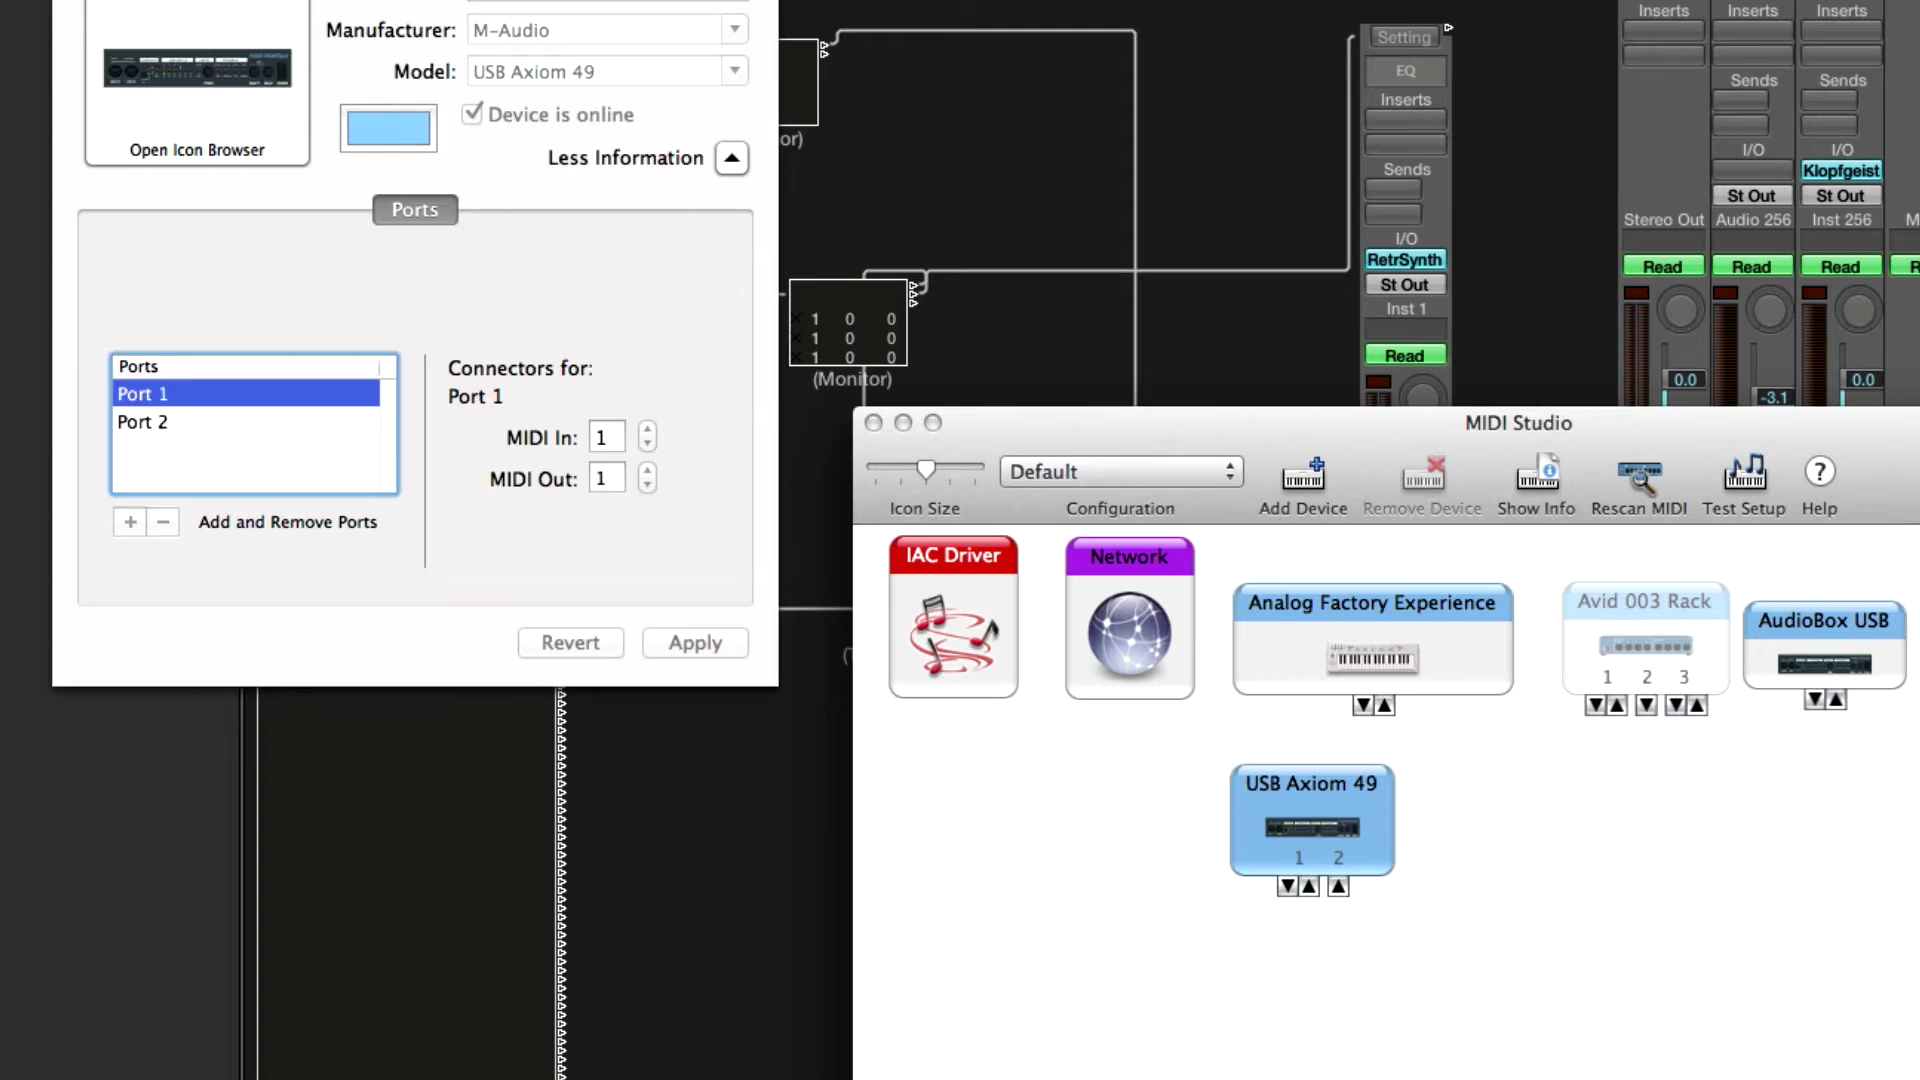 Manufacturer: M-Audio
Model: USB Axiom 49
Device is online
Open Icon Browser
Less Information
Ports
Ports
Port 1
Port 2
Add and Remove Ports
Connectors for:
Port 1
MIDI In: 1
MIDI Out: 1
Revert
Apply
or)
1 0 0
1 0 0
1 0 0
(Monitor)
Setting
EQ
Inserts
Sends
I/O
RetrSynth
St Out
Inst 1
Read
Inserts
Stereo Out
Read
0.0
Inserts
Sends
I/O
St Out
Audio 256
Read
-3.1
Inserts
Sends
I/O
Klopfgeist
St Out
Inst 256
Read
0.0
M
R
MIDI Studio
Icon Size
Default
Configuration
Add Device
Remove Device
Show Info
Rescan MIDI
Test Setup
?
Help
IAC Driver
Network
Analog Factory Experience
Avid 003 Rack
1 2 3
AudioBox USB
USB Axiom 49
1 2